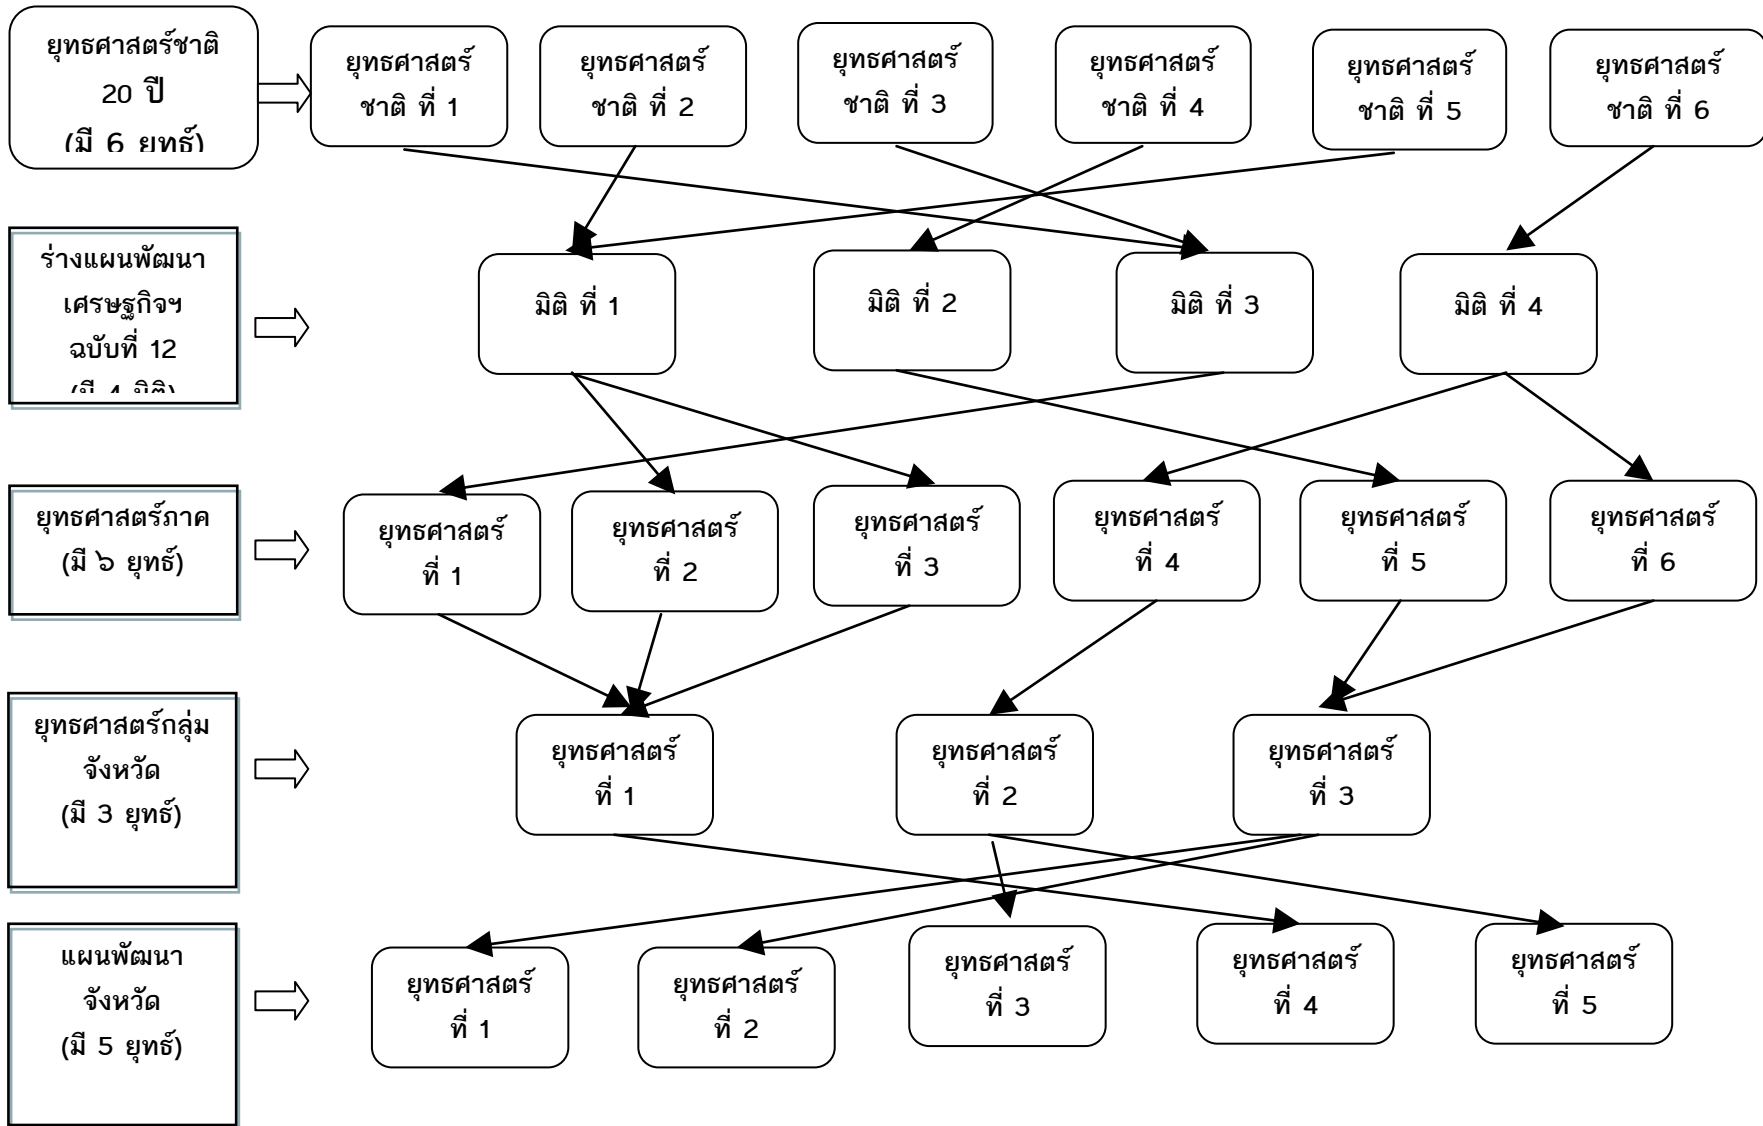 ยุทธศาสตร์ชาติ
20 ปี
(มี 6 ยุทธ์)
ยุทธศาสตร์
ชาติ ที่ 1
ยุทธศาสตร์
ชาติ ที่ 2
ยุทธศาสตร์
ชาติ ที่ 3
ยุทธศาสตร์
ชาติ ที่ 4
ยุทธศาสตร์
ชาติ ที่ 5
ยุทธศาสตร์
ชาติ ที่ 6
ร่างแผนพัฒนา
เศรษฐกิจฯ
ฉบับที่ 12
(มี 4 มิติ)
มิติ ที่ 1
มิติ ที่ 2
มิติ ที่ 3
มิติ ที่ 4
ยุทธศาสตร์ภาค
(มี ๖ ยุทธ์)
ยุทธศาสตร์
ที่ 1
ยุทธศาสตร์
ที่ 2
ยุทธศาสตร์
ที่ 3
ยุทธศาสตร์
ที่ 4
ยุทธศาสตร์
ที่ 5
ยุทธศาสตร์
ที่ 6
ยุทธศาสตร์กลุ่ม
จังหวัด
(มี 3 ยุทธ์)
ยุทธศาสตร์
ที่ 1
ยุทธศาสตร์
ที่ 2
ยุทธศาสตร์
ที่ 3
แผนพัฒนา
จังหวัด
(มี 5 ยุทธ์)
ยุทธศาสตร์
ที่ 1
ยุทธศาสตร์
ที่ 2
ยุทธศาสตร์
ที่ 3
ยุทธศาสตร์
ที่ 4
ยุทธศาสตร์
ที่ 5